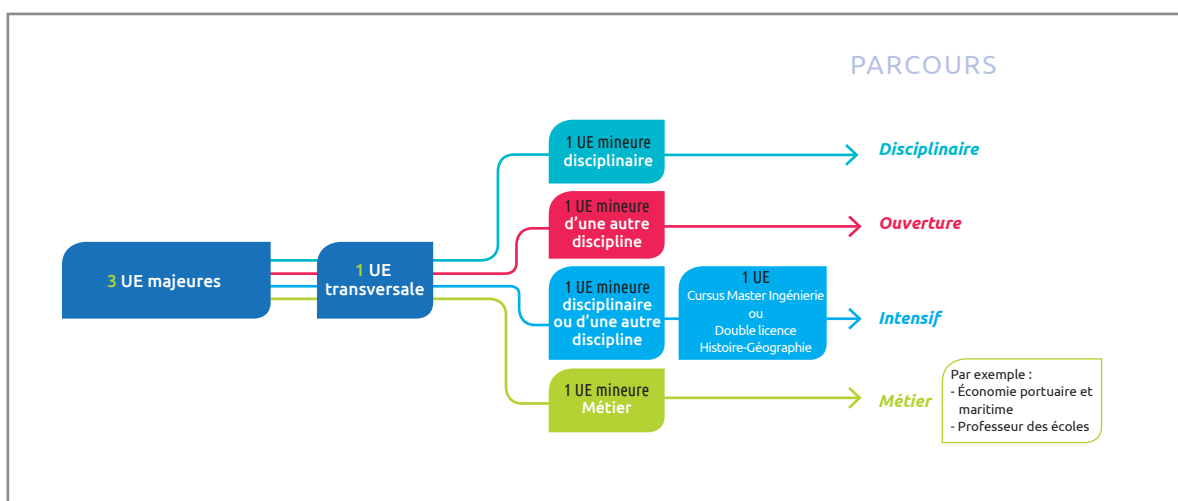 PARCOURS
1 UE mineure
disciplinaire
Disciplinaire
1 UE mineure
d'une autre
discipline
Ouverture
3 UE majeures
1 UE
transversale
1 UE mineure
disciplinaire
ou d'une autre
discipline
1 UE
Cursus Master Ingénierie
ou
Double licence
Histoire-Géographie
Intensif
1 UE mineure
Métier
Métier
Par exemple :
- Économie portuaire et
maritime
- Professeur des écoles